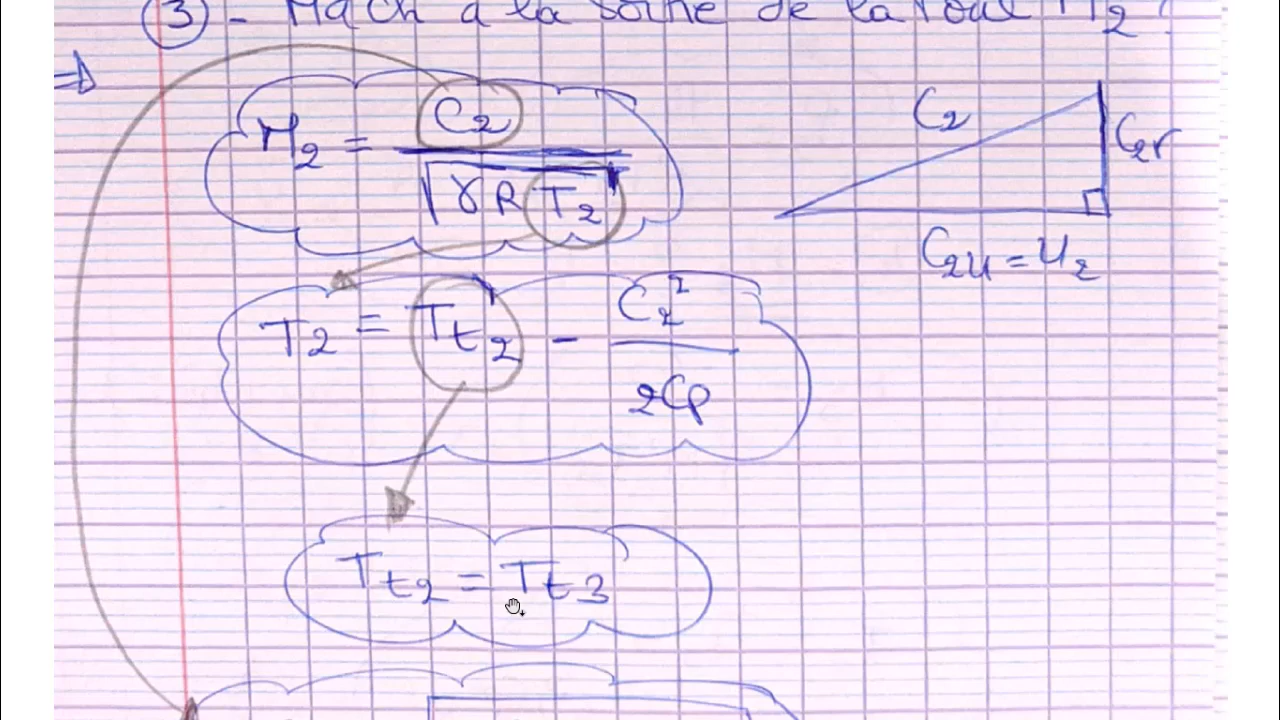 ③ - Mach à la sortie de la roue M₂ ?
⇒
M₂ = C₂ / √(γ R T₂)
C₂
C₂r
C₂u = U₂
T₂ = Tt₂ - C₂² / 2Cp
Tt₂ = Tt₃